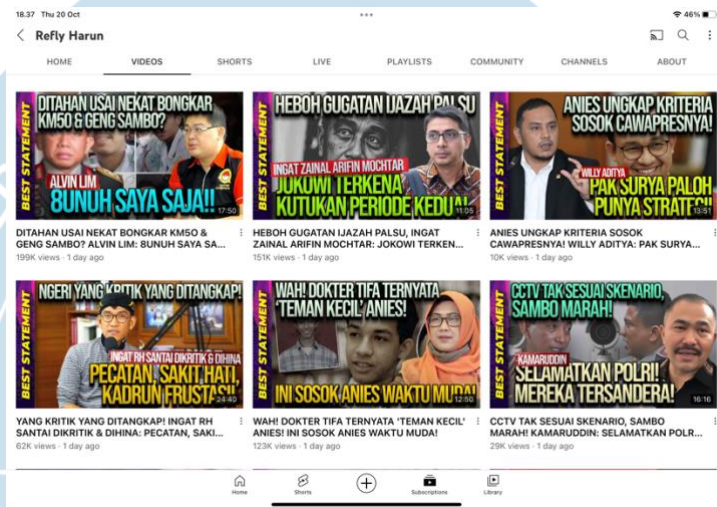 18.37 Thu 20 Oct
46%
Refly Harun
HOME VIDEOS SHORTS LIVE PLAYLISTS COMMUNITY CHANNELS ABOUT
BEST STATEMENT
DITAHAN USAI NEKAT BONGKAR
KM50 & GENG SAMBO?
ALVIN LIM
8UNUH SAYA SAJA!!
17:50
BEST STATEMENT
HEBOH GUGATAN IJAZAH PALSU
INGAT ZAINAL ARIFIN MOCHTAR
JOKOWI TERKENA
KUTUKAN PERIODE KEDUA!
11:05
BEST STATEMENT
ANIES UNGKAP KRITERIA
SOSOK CAWAPRESNYA!
WILLY ADITYA
PAK SURYA PALOH
PUNYA STRATEGI!
13:51
DITAHAN USAI NEKAT BONGKAR KM50 &
GENG SAMBO? ALVIN LIM: 8UNUH SAYA SA...
199K views · 1 day ago
HEBOH GUGATAN IJAZAH PALSU, INGAT
ZAINAL ARIFIN MOCHTAR: JOKOWI TERKEN...
151K views · 1 day ago
ANIES UNGKAP KRITERIA SOSOK
CAWAPRESNYA! WILLY ADITYA: PAK SURYA...
10K views · 1 day ago
BEST STATEMENT
NGERI YANG KRITIK YANG DITANGKAP!
INGAT RH SANTAI DIKRITIK & DIHINA
PECATAN, SAKIT HATI,
KADRUN FRUSTASI!
24:40
BEST STATEMENT
WAH! DOKTER TIFA TERNYATA
'TEMAN KECIL' ANIES!
INI SOSOK ANIES WAKTU MUDA!
12:50
BEST STATEMENT
CCTV TAK SESUAI SKENARIO,
SAMBO MARAH!
KAMARUDDIN
SELAMATKAN POLRI!
MEREKA TERSANDERA!
16:16
YANG KRITIK YANG DITANGKAP! INGAT RH
SANTAI DIKRITIK & DIHINA: PECATAN, SAKI...
62K views · 1 day ago
WAH! DOKTER TIFA TERNYATA 'TEMAN KECIL'
ANIES! INI SOSOK ANIES WAKTU MUDA!
123K views · 1 day ago
CCTV TAK SESUAI SKENARIO, SAMBO
MARAH! KAMARUDDIN: SELAMATKAN POLR...
29K views · 1 day ago
Home Shorts Subscriptions Library